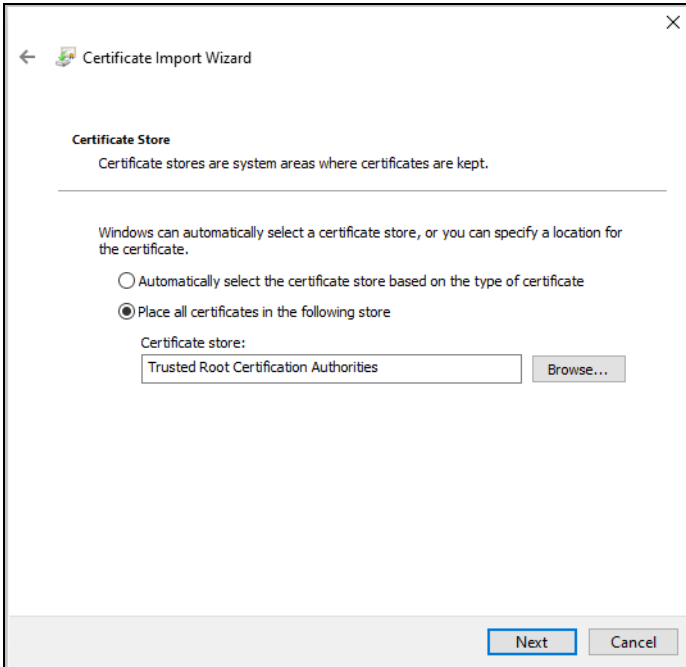 Certificate Import Wizard
Certificate Store
Certificate stores are system areas where certificates are kept.
Windows can automatically select a certificate store, or you can specify a location for
the certificate.
Automatically select the certificate store based on the type of certificate
Place all certificates in the following store
Certificate store:
Trusted Root Certification Authorities
Browse...
Next
Cancel